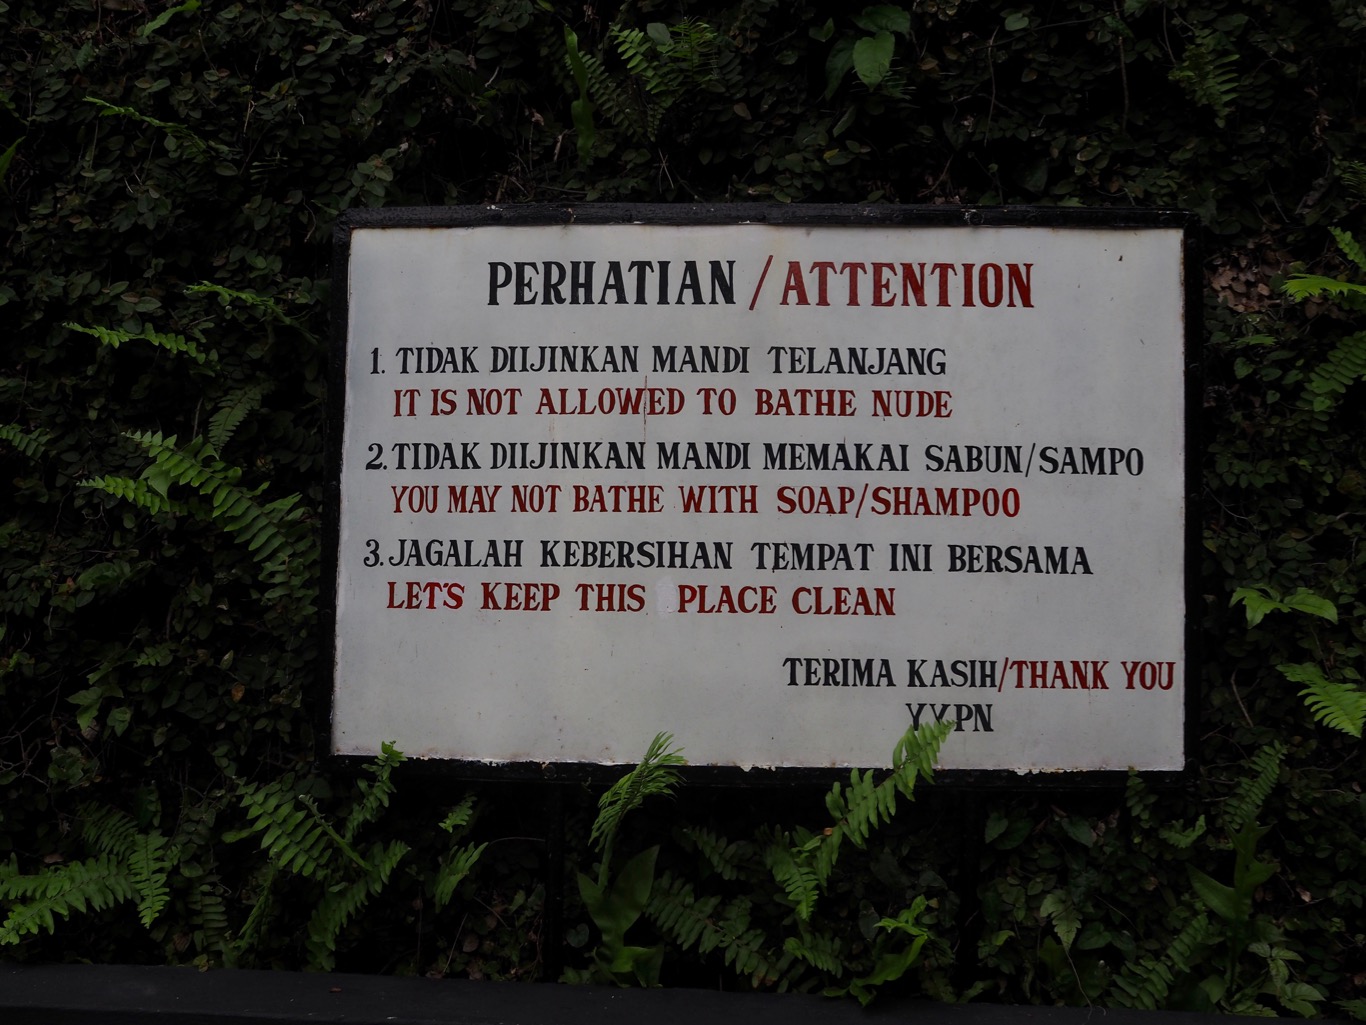 PERHATIAN / ATTENTION
1. TIDAK DIIJINKAN MANDI TELANJANG
IT IS NOT ALLOWED TO BATHE NUDE
2. TIDAK DIIJINKAN MANDI MEMAKAI SABUN/SAMPO
YOU MAY NOT BATHE WITH SOAP/SHAMPOO
3. JAGALAH KEBERSIHAN TEMPAT INI BERSAMA
LET'S KEEP THIS PLACE CLEAN
TERIMA KASIH/THANK YOU
YYPN